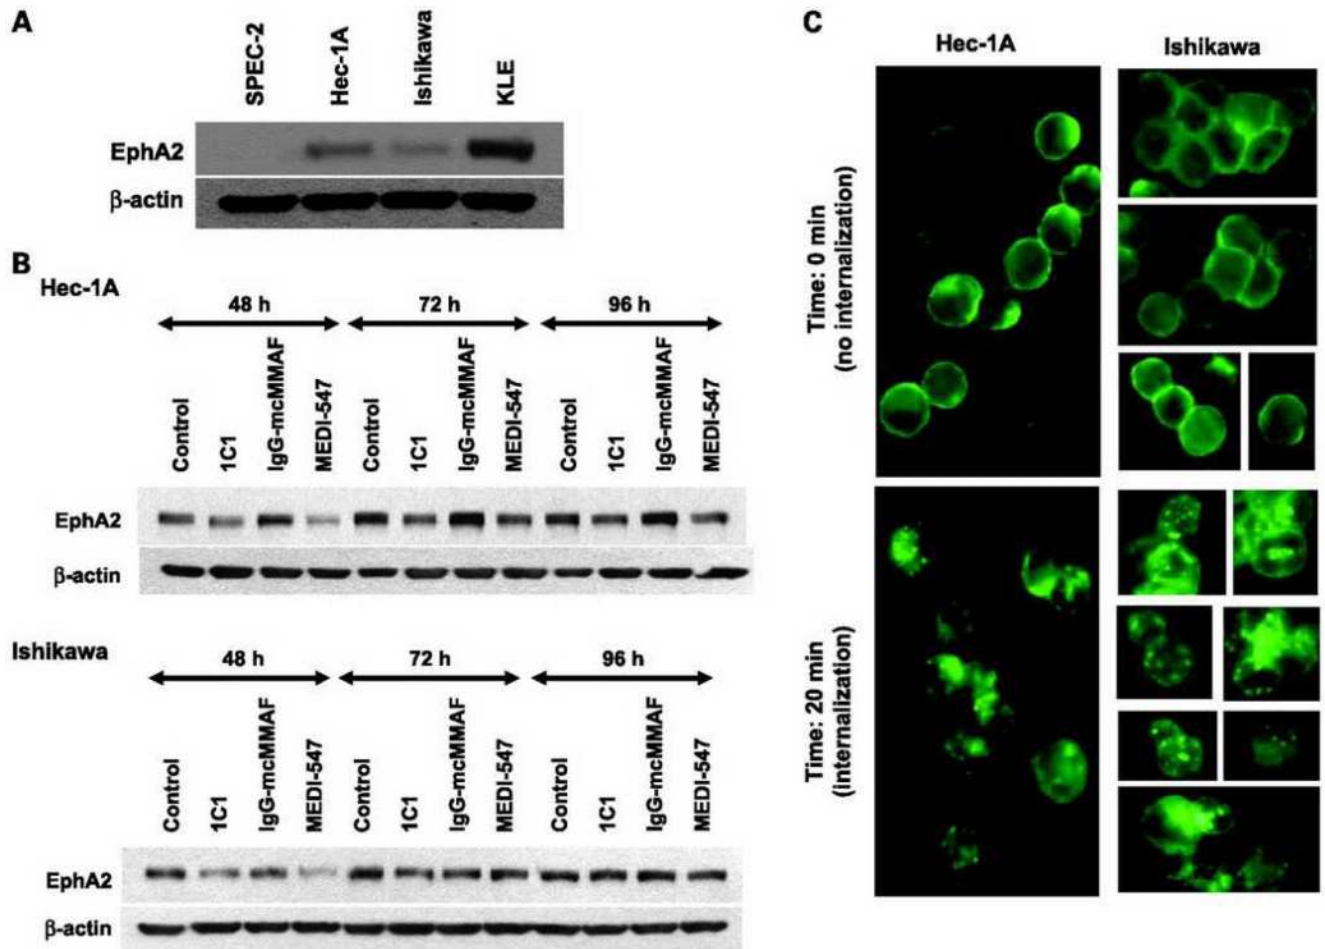 A
SPEC-2
Hec-1A
Ishikawa
KLE
EphA2
β-actin
B
Hec-1A
48 h
72 h
96 h
Control
1C1
IgG-mcMMAF
MEDI-547
Control
1C1
IgG-mcMMAF
MEDI-547
Control
1C1
IgG-mcMMAF
MEDI-547
EphA2
β-actin
Ishikawa
48 h
72 h
96 h
Control
1C1
IgG-mcMMAF
MEDI-547
Control
1C1
IgG-mcMMAF
MEDI-547
Control
1C1
IgG-mcMMAF
MEDI-547
EphA2
β-actin
C
Hec-1A
Ishikawa
Time: 0 min
(no internalization)
Time: 20 min
(internalization)